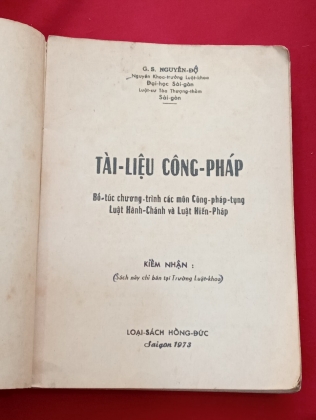 G. S. NGUYỄN-ĐỘ
Nguyên Khoa-trưởng Luật-khoa
Đại-học Sài-gòn
Luật-sư Tòa Thượng-thẩm
Sài-gòn
TÀI-LIỆU CÔNG-PHÁP
Bổ-túc chương-trình các môn Công-pháp-tụng
Luật Hành-Chánh và Luật Hiến-Pháp
KIỂM NHẬN :
(Sách này chỉ bán tại Trường Luật-khoa)
LOẠI-SÁCH HỒNG-ĐỨC
Saigon 1973